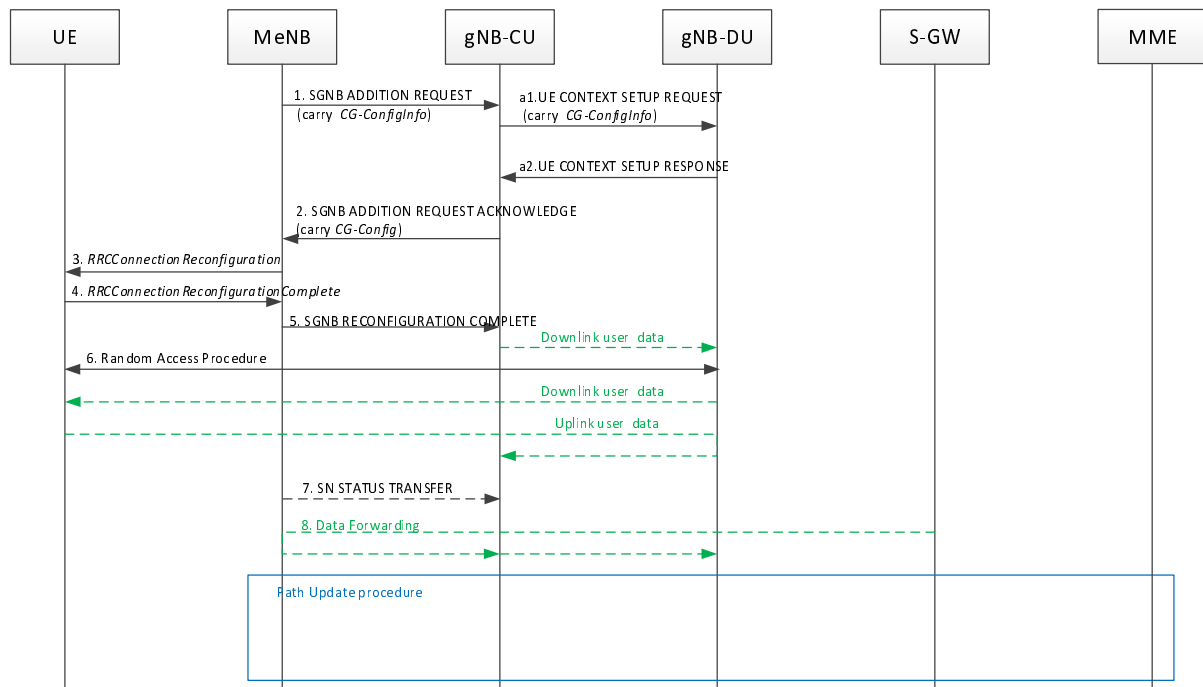 UE
MeNB
gNB-CU
gNB-DU
S-GW
MME
1. SGNB ADDITION REQUEST
(carry CG-ConfigInfo)
a1.UE CONTEXT SETUP REQUEST
(carry CG-ConfigInfo)
a2.UE CONTEXT SETUP RESPONSE
2. SGNB ADDITION REQUEST ACKNOWLEDGE
(carry CG-Config)
3. RRCConnectionReconfiguration
4. RRCConnectionReconfigurationComplete
5. SGNB RECONFIGURATION COMPLETE
Downlink user data
6. Random Access Procedure
Downlink user data
Uplink user data
7. SN STATUS TRANSFER
8. Data Forwarding
Path Update procedure